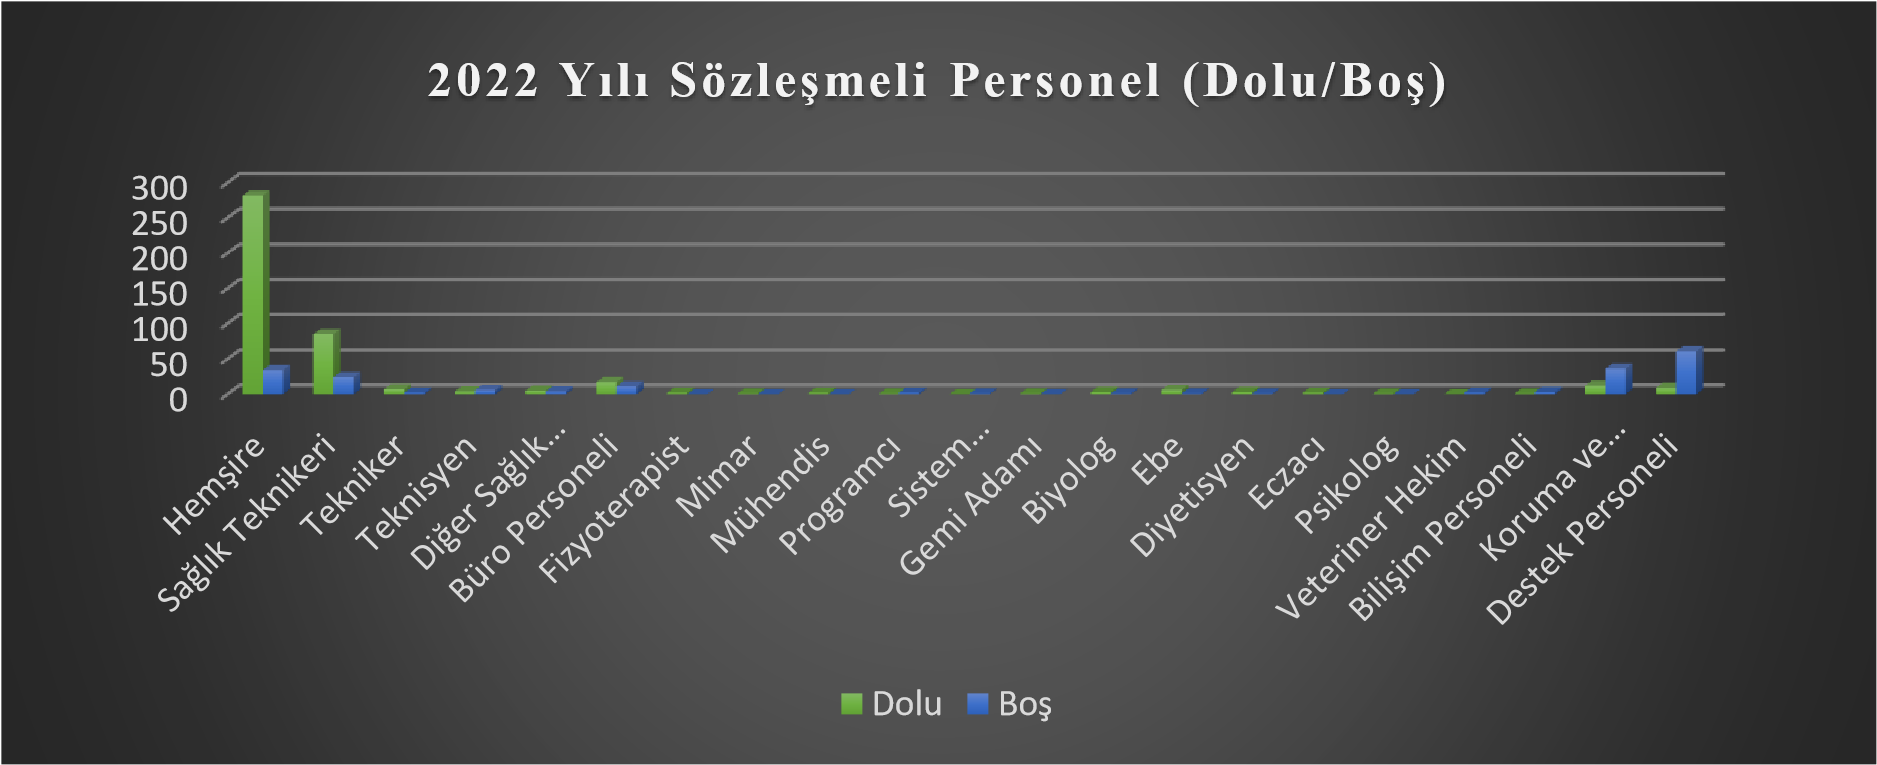 2022 Yılı Sözleşmeli Personel (Dolu/Boş)
300
250
200
150
100
50
0
Hemşire
Sağlık Teknikeri
Tekniker
Teknisyen
Diğer Sağlık...
Büro Personeli
Fizyoterapist
Mimar
Mühendis
Programcı
Sistem...
Gemi Adamı
Biyolog
Ebe
Diyetisyen
Eczacı
Psikolog
Veteriner Hekim
Bilişim Personeli
Koruma ve...
Destek Personeli
Dolu
Boş